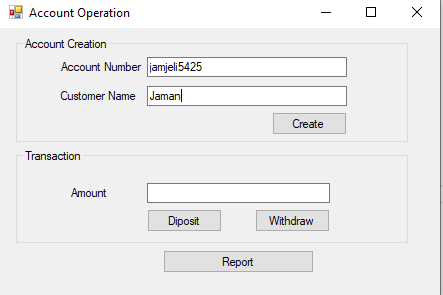 Account Operation
Account Creation
Account Number jamjeli5425
Customer Name Jaman
Create
Transaction
Amount
Diposit Withdraw
Report